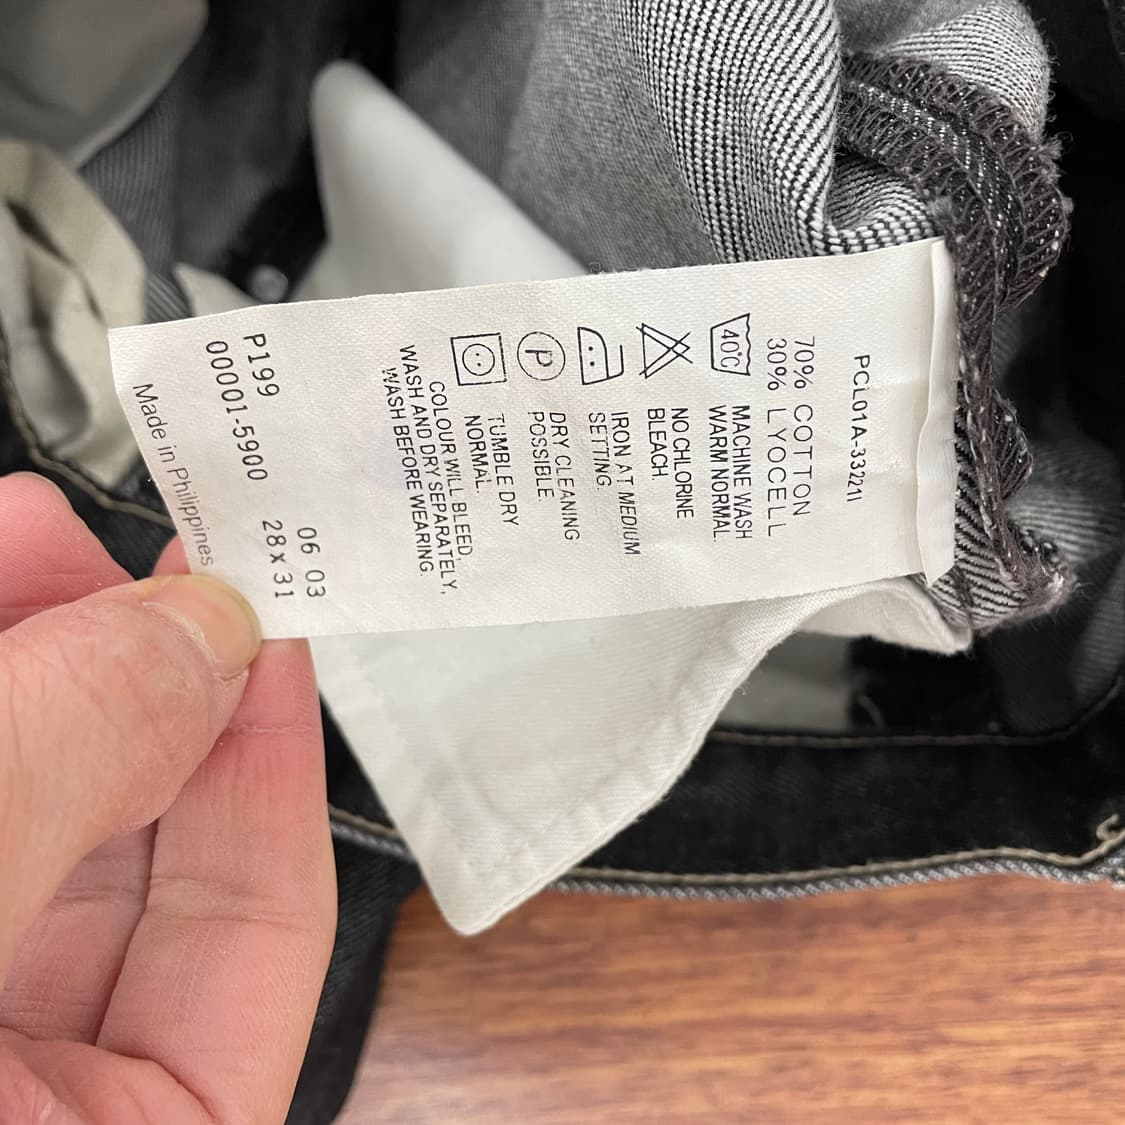 PCL01A-332211
70% COTTON
30% LYOCELL
40°C
MACHINE WASH
WARM NORMAL.
NO CHLORINE
BLEACH.
IRON AT MEDIUM
SETTING.
P
DRY CLEANING
POSSIBLE
TUMBLE DRY
NORMAL.
COLOUR WILL BLEED,
WASH AND DRY SEPARATELY,
WASH BEFORE WEARING.
06 03
P199
28 x 31
00001-5900
Made in Philippines